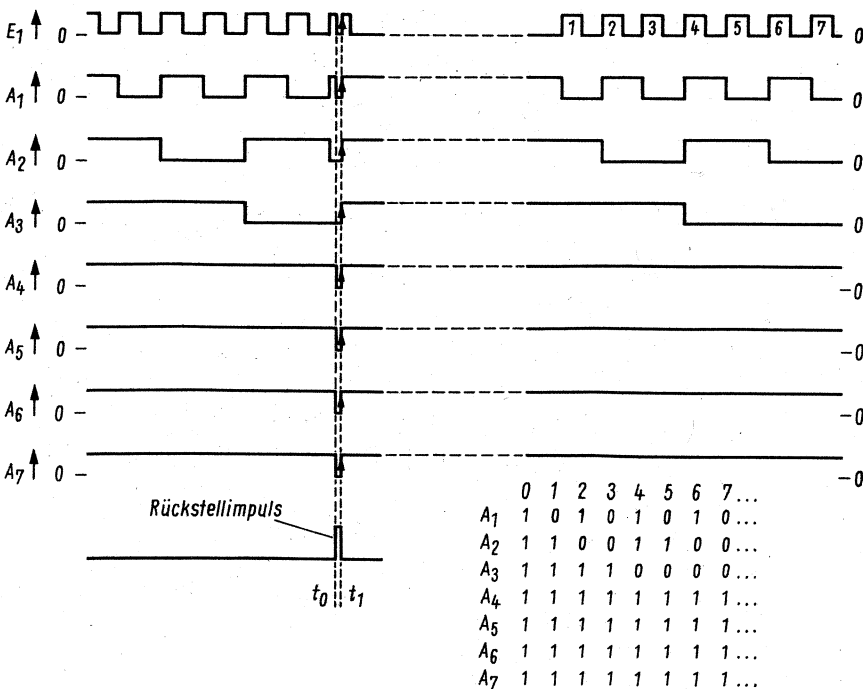 E1 0 – 1 2 3 4 5 6 7 0
A1 0 – 0
A2 0 – 0
A3 0 – 0
A4 0 – –0
A5 0 – –0
A6 0 – –0
A7 0 – –0
Rückstellimpuls
t0 t1
0 1 2 3 4 5 6 7...
A1 1 0 1 0 1 0 1 0...
A2 1 1 0 0 1 1 0 0...
A3 1 1 1 1 0 0 0 0...
A4 1 1 1 1 1 1 1 1...
A5 1 1 1 1 1 1 1 1...
A6 1 1 1 1 1 1 1 1...
A7 1 1 1 1 1 1 1 1...